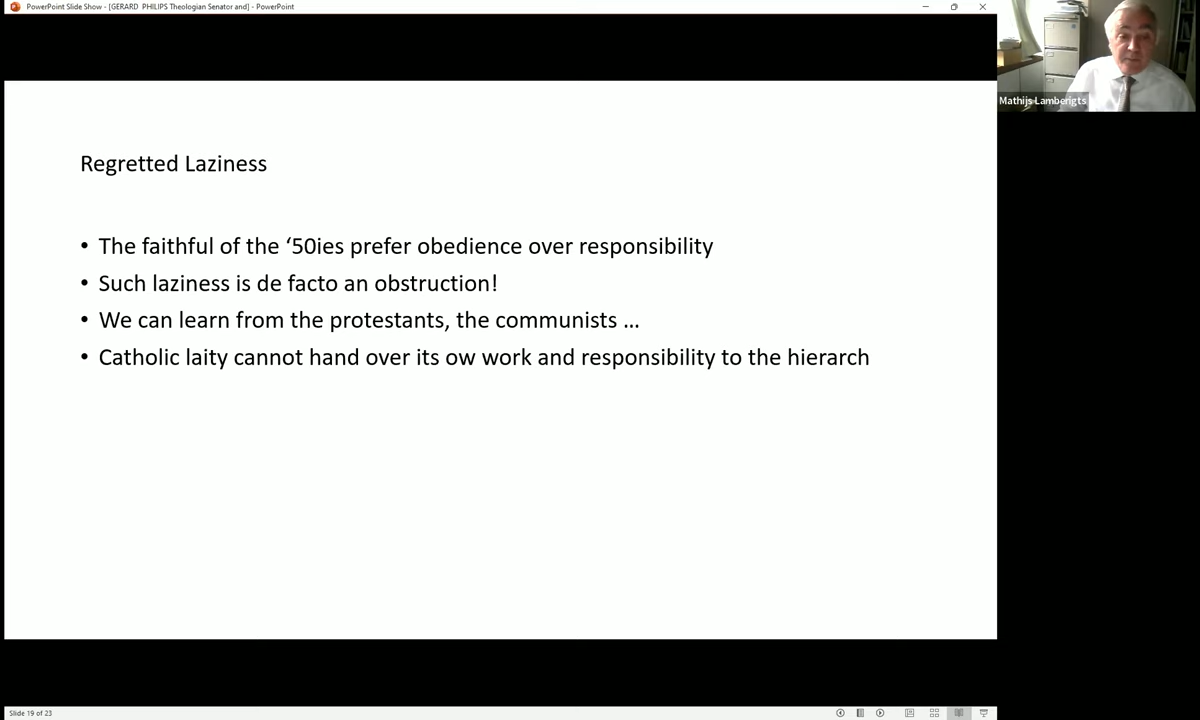 PowerPoint Slide Show - [GERARD PHILIPS Theologian Senator and] - PowerPoint
Mathijs Lamberigts
Regretted Laziness
• The faithful of the ‘50ies prefer obedience over responsibility
• Such laziness is de facto an obstruction!
• We can learn from the protestants, the communists ...
• Catholic laity cannot hand over its ow work and responsibility to the hierarch
Slide 19 of 23